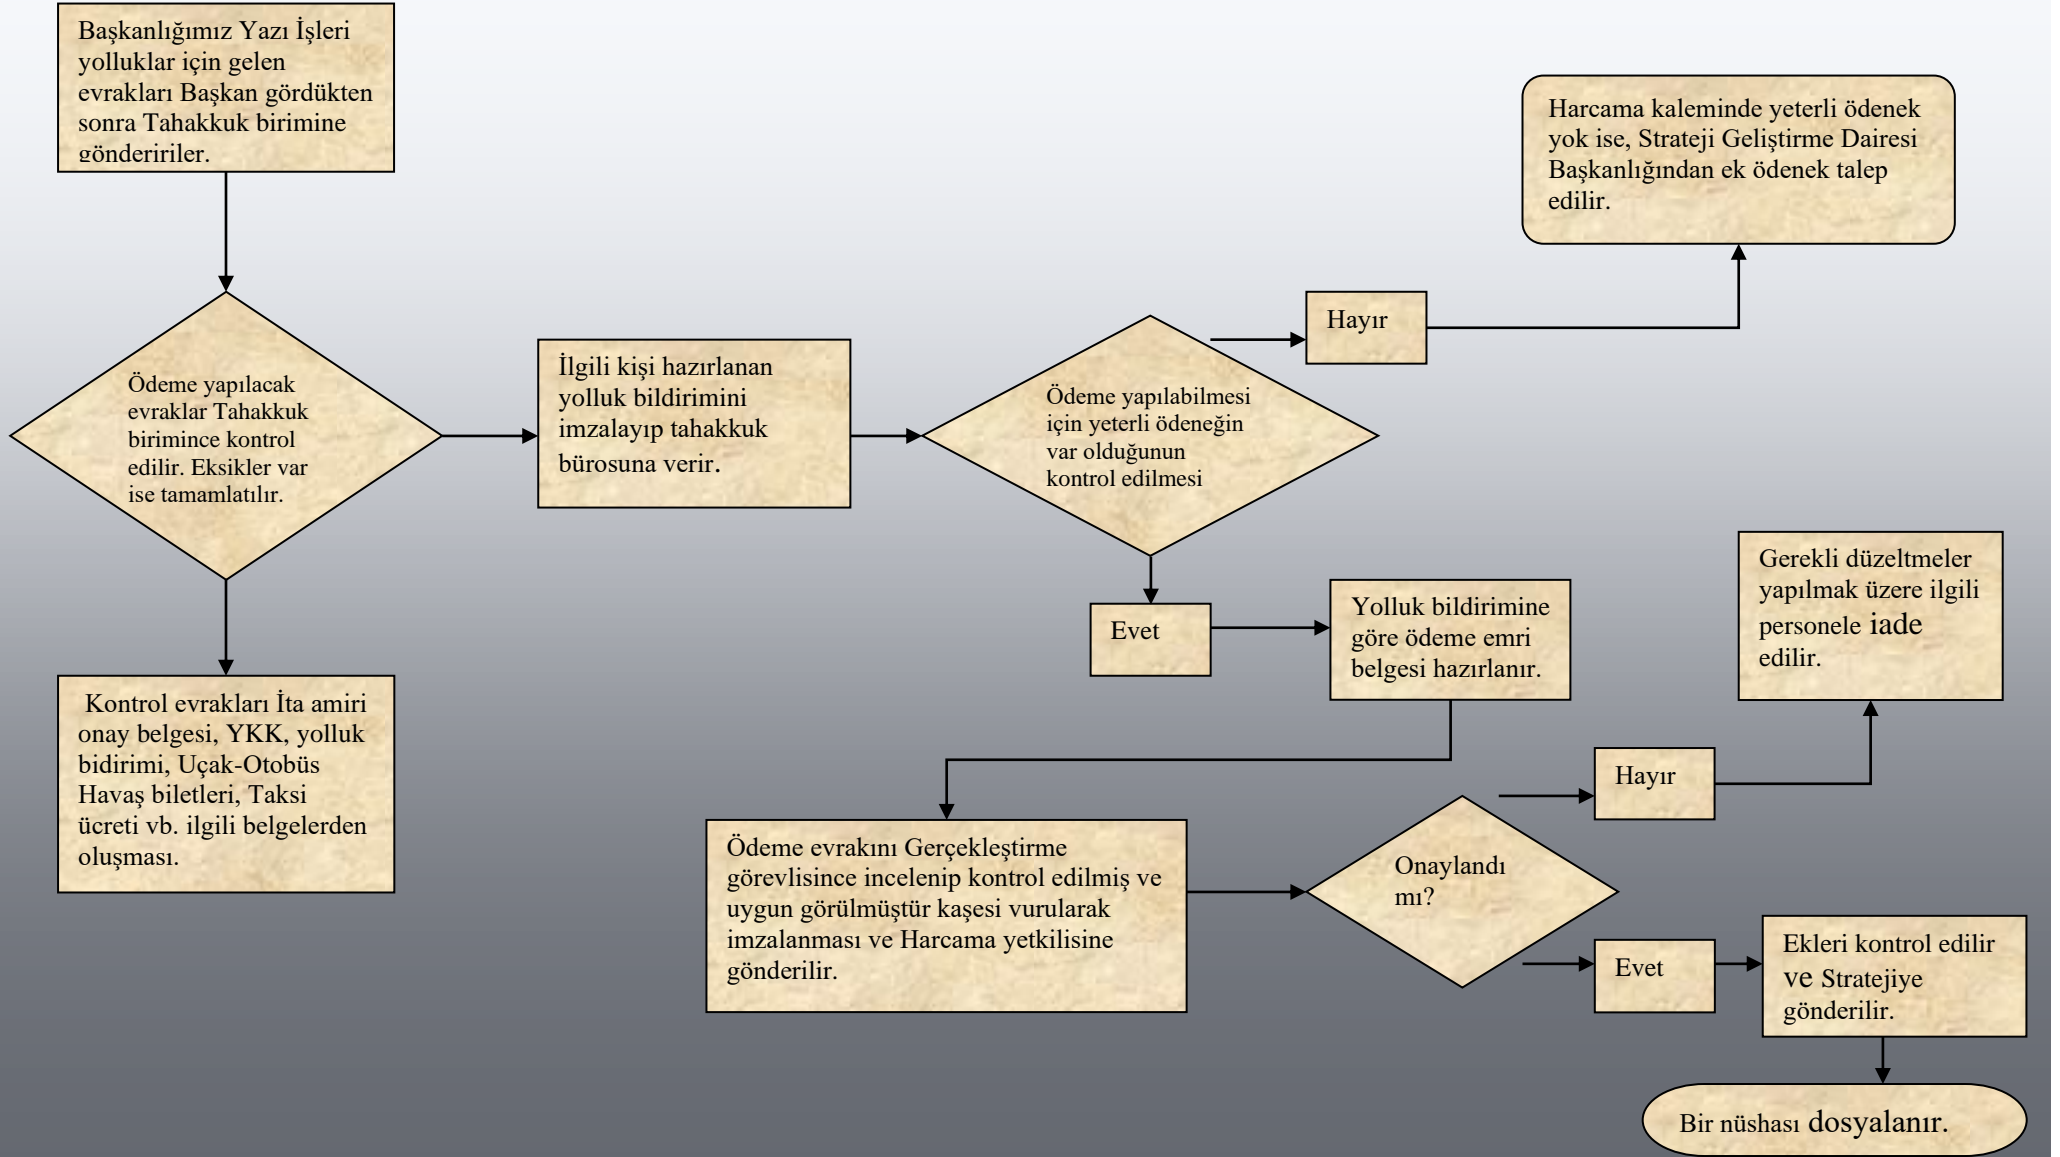 Başkanlığımız Yazı İşleri
yolluklar için gelen
evrakları Başkan gördükten
sonra Tahakkuk birimine
göndeririler.
Harcama kaleminde yeterli ödenek
yok ise, Strateji Geliştirme Dairesi
Başkanlığından ek ödenek talep
edilir.
Ödeme yapılacak
evraklar Tahakkuk
birimince kontrol
edilir. Eksikler var
ise tamamlatılır.
İlgili kişi hazırlanan
yolluk bildirimini
imzalayıp tahakkuk
bürosuna verir.
Ödeme yapılabilmesi
için yeterli ödeneğin
var olduğunun
kontrol edilmesi
Hayır
Evet
Yolluk bildirimine
göre ödeme emri
belgesi hazırlanır.
Gerekli düzeltmeler
yapılmak üzere ilgili
personele iade
edilir.
Kontrol evrakları İta amiri
onay belgesi, YKK, yolluk
bidirimi, Uçak-Otobüs
Havaş biletleri, Taksi
ücreti vb. ilgili belgelerden
oluşması.
Ödeme evrakını Gerçekleştirme
görevlisince incelenip kontrol edilmiş ve
uygun görülmüştür kaşesi vurularak
imzalanması ve Harcama yetkilisine
gönderilir.
Onaylandı
mı?
Hayır
Evet
Ekleri kontrol edilir
ve Stratejiye
gönderilir.
Bir nüshası dosyalanır.